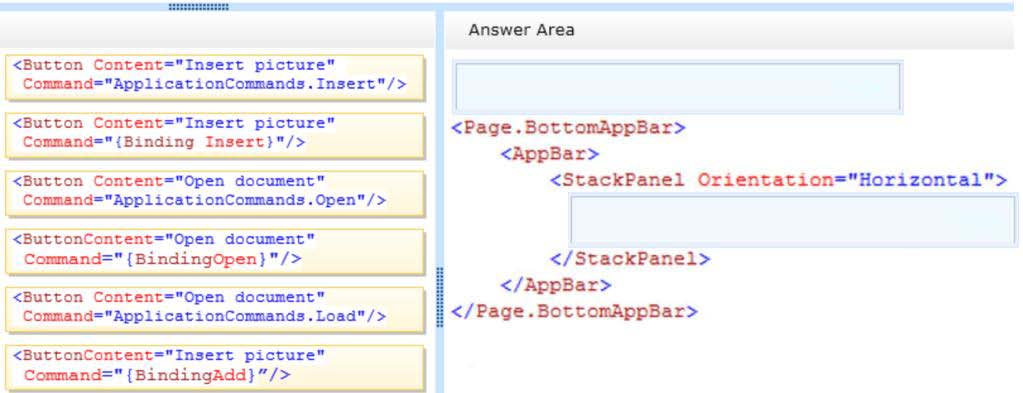 Answer Area
<Button Content="Insert picture"
Command="ApplicationCommands.Insert"/>
<Button Content="Insert picture"
Command="{Binding Insert}"/>
<Button Content="Open document"
Command="ApplicationCommands.Open"/>
<ButtonContent="Open document"
Command="{BindingOpen}"/>
<Button Content="Open document"
Command="ApplicationCommands.Load"/>
<ButtonContent="Insert picture"
Command="{BindingAdd}”/>
<Page.BottomAppBar>
<AppBar>
<StackPanel Orientation="Horizontal">
</StackPanel>
</AppBar>
</Page.BottomAppBar>